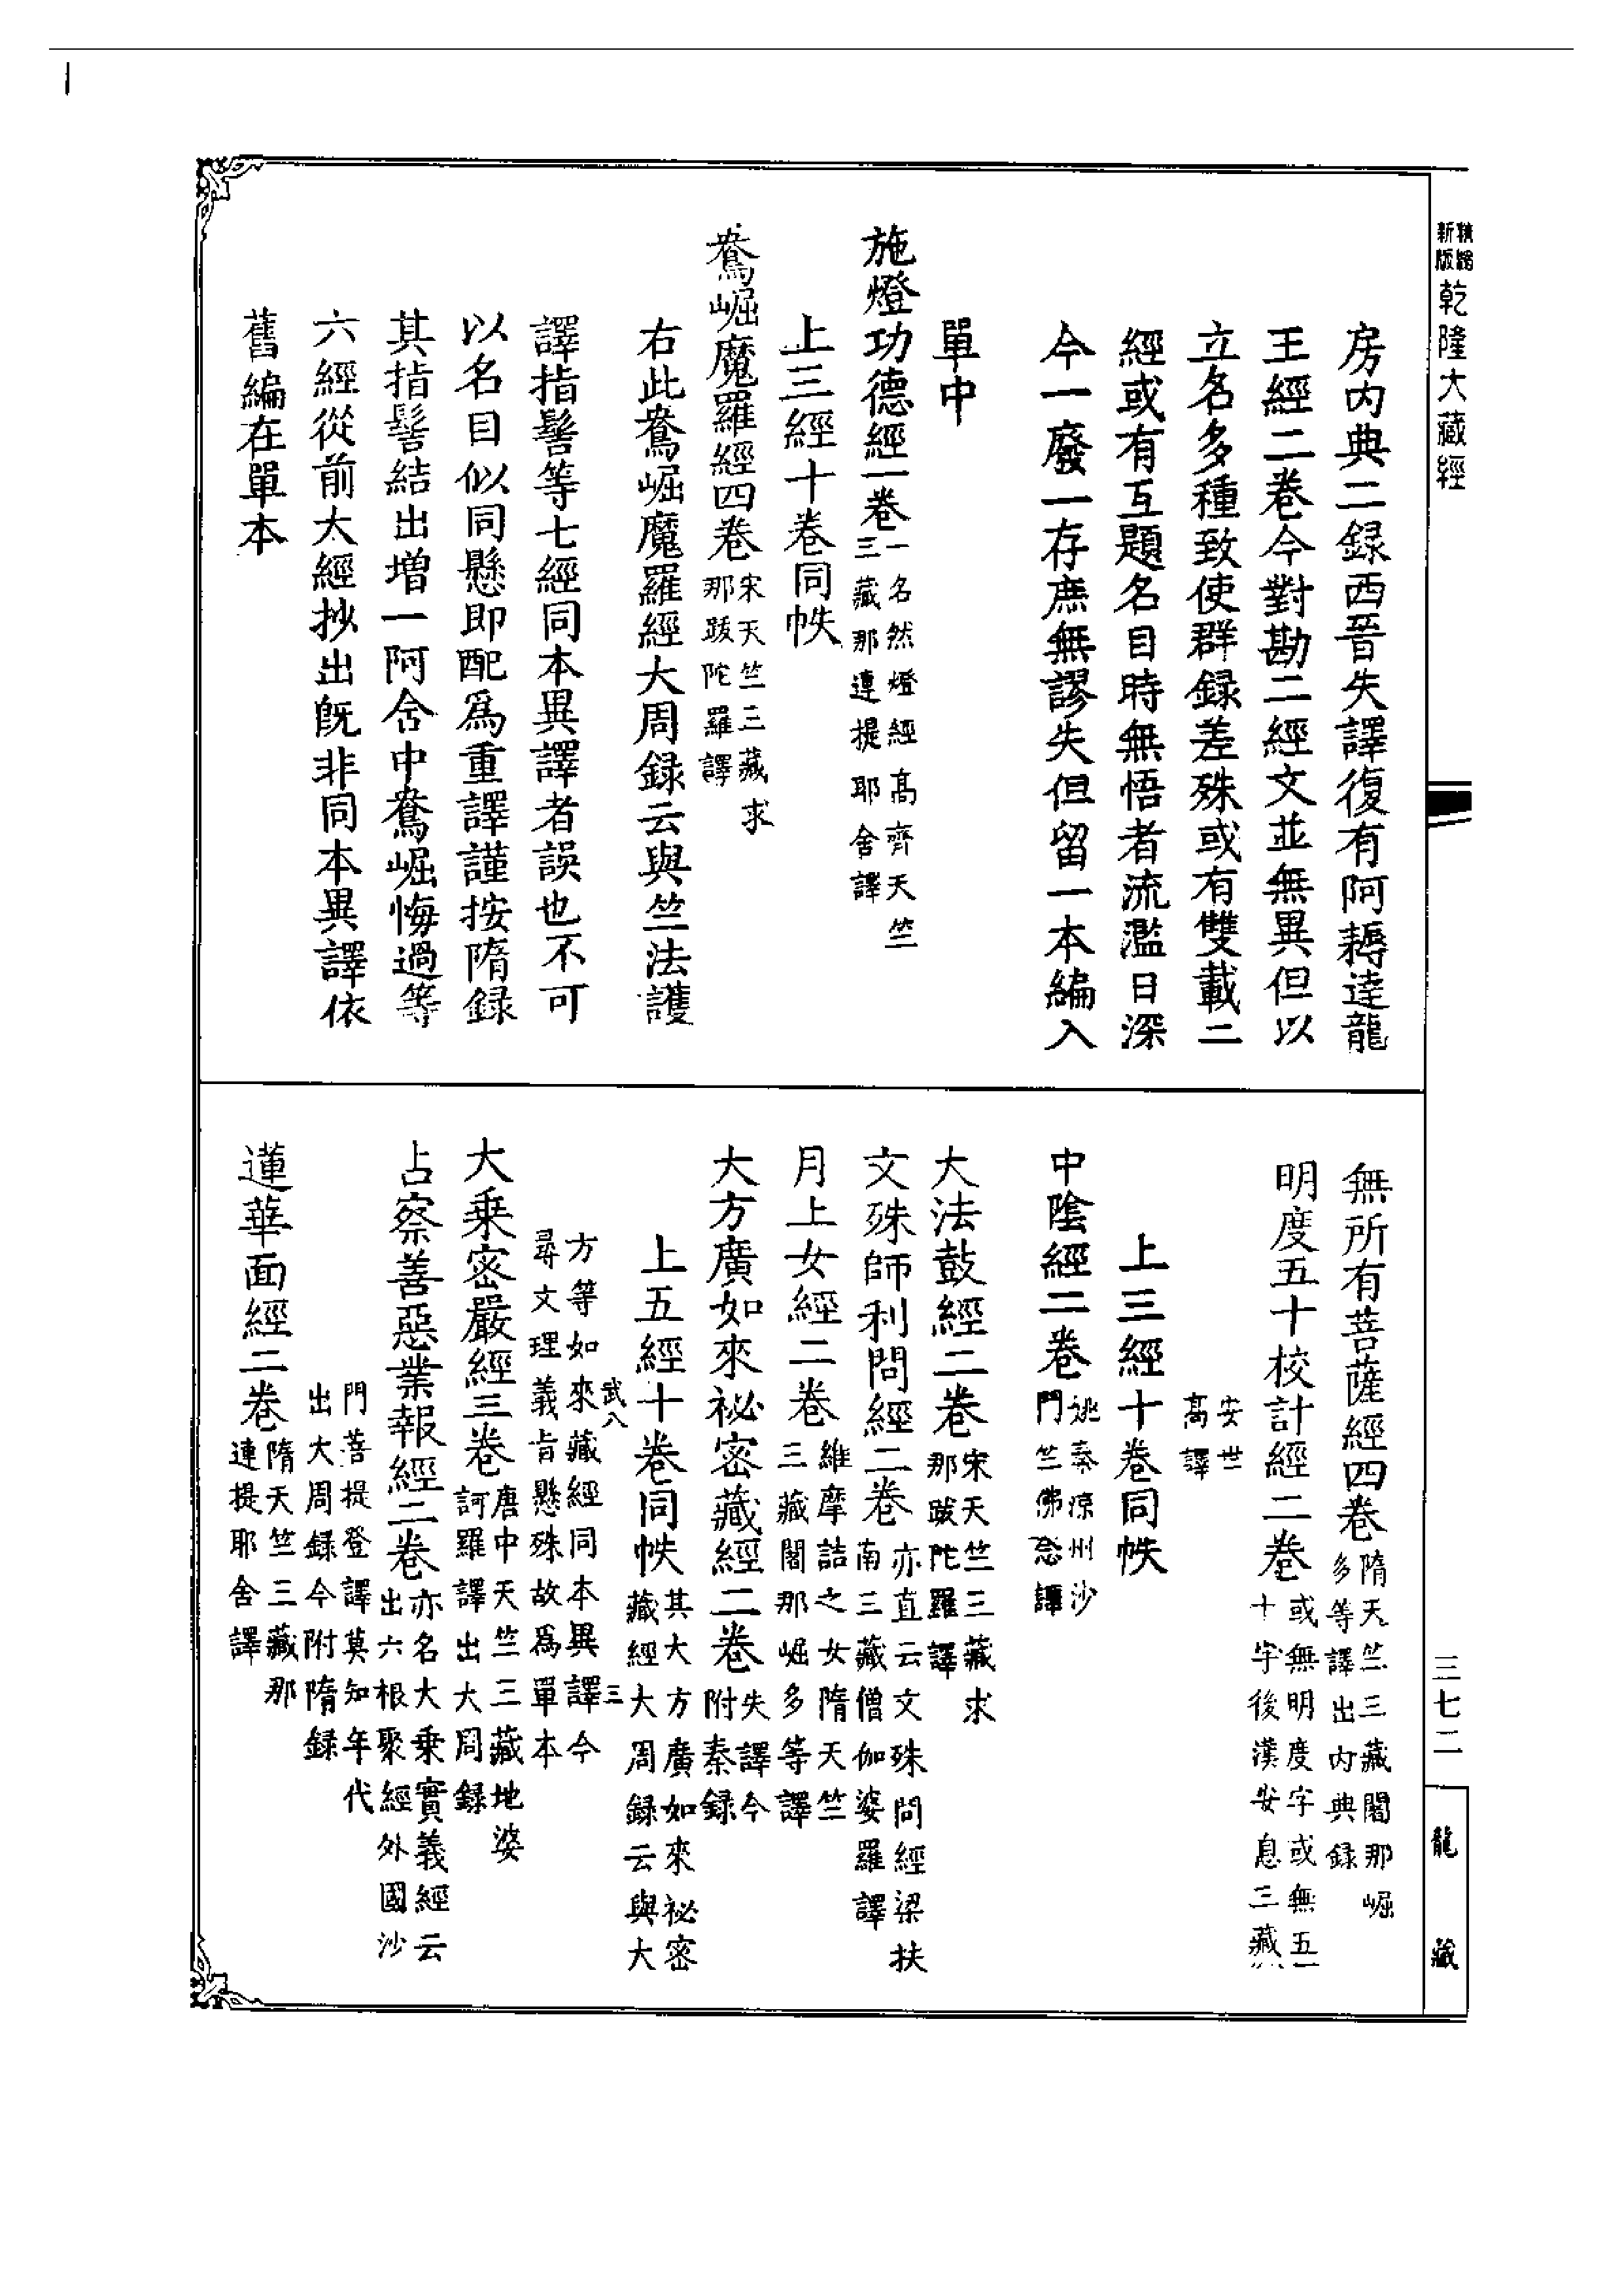 新版
乾隆大藏經
房内典二録西晉失譯復有阿耨達龍
王經二卷今對勘二經文並無異但以
立名多種致使群録差殊或有雙載二
經或有互題名目時無悟者流濫日深
今一廢一存庶無謬失但留一本編入
單中
施燈功德經一卷一名然燈經高齊天竺
三藏那連提耶舍譯
上三經十卷同帙
鴦崛魔羅經四卷宋天竺三藏求
那跋陀羅譯
右此鴦崛魔羅經大周録云與竺法護
譯指髻等七經同本異譯者誤也不可
以名目似同懸即配爲重譯謹按隋録
其指髻結出增一阿含中鴦崛悔過等
六經從前大經抄出既非同本異譯依
舊編在單本
無所有菩薩經四卷隋天竺三藏闍那崛
多等譯出内典録
明度五十校計經二卷或無明度字或無五
十字後漢安息三藏
安世
高譯
上三經十卷同帙
中陰經二卷姚秦涼州沙
門竺佛念譯
大法鼓經二卷宋天竺三藏求
那跋陀羅譯
文殊師利問經二卷亦直云文殊問經梁扶
南三藏僧伽婆羅譯
月上女經二卷維摩詰之女隋天竺
三藏闍那崛多等譯
大方廣如來祕密藏經二卷失譯今
附秦録
上五經十卷同帙其大方廣如來祕密
藏經大周録云與大
武八 三
方等如來藏經同本異譯今
尋文理義旨懸殊故爲單本
大乘密嚴經三卷唐中天竺三藏地婆
訶羅譯出大周録
占察善惡業報經二卷亦名大乘實義經云
出六根聚經外國沙
門菩提登譯莫知年代
出大周録今附隋録
蓮華面經二卷隋天竺三藏那
連提耶舍譯
三七二
龍藏